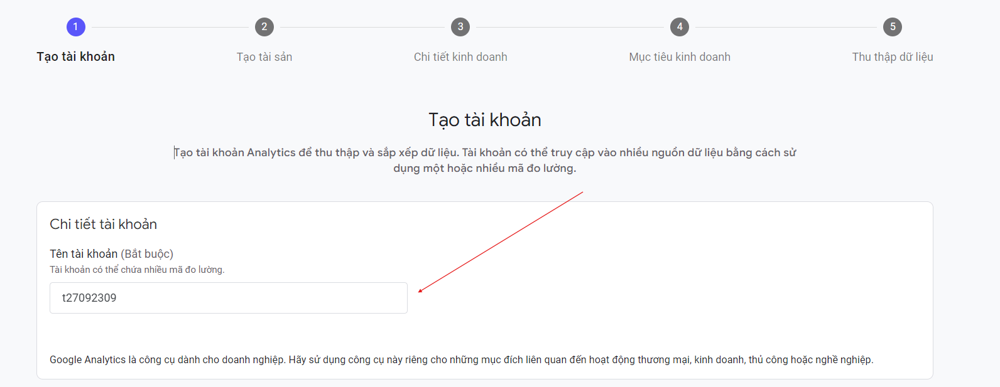 1 2 3 4 5
Tạo tài khoản Tạo tài sản Chi tiết kinh doanh Mục tiêu kinh doanh Thu thập dữ liệu
Tạo tài khoản
Tạo tài khoản Analytics để thu thập và sắp xếp dữ liệu. Tài khoản có thể truy cập vào nhiều nguồn dữ liệu bằng cách sử
dụng một hoặc nhiều mã đo lường.
Chi tiết tài khoản
Tên tài khoản (Bắt buộc)
Tài khoản có thể chứa nhiều mã đo lường.
t27092309
Google Analytics là công cụ dành cho doanh nghiệp. Hãy sử dụng công cụ này riêng cho những mục đích liên quan đến hoạt động thương mại, kinh doanh, thủ công hoặc nghề nghiệp.